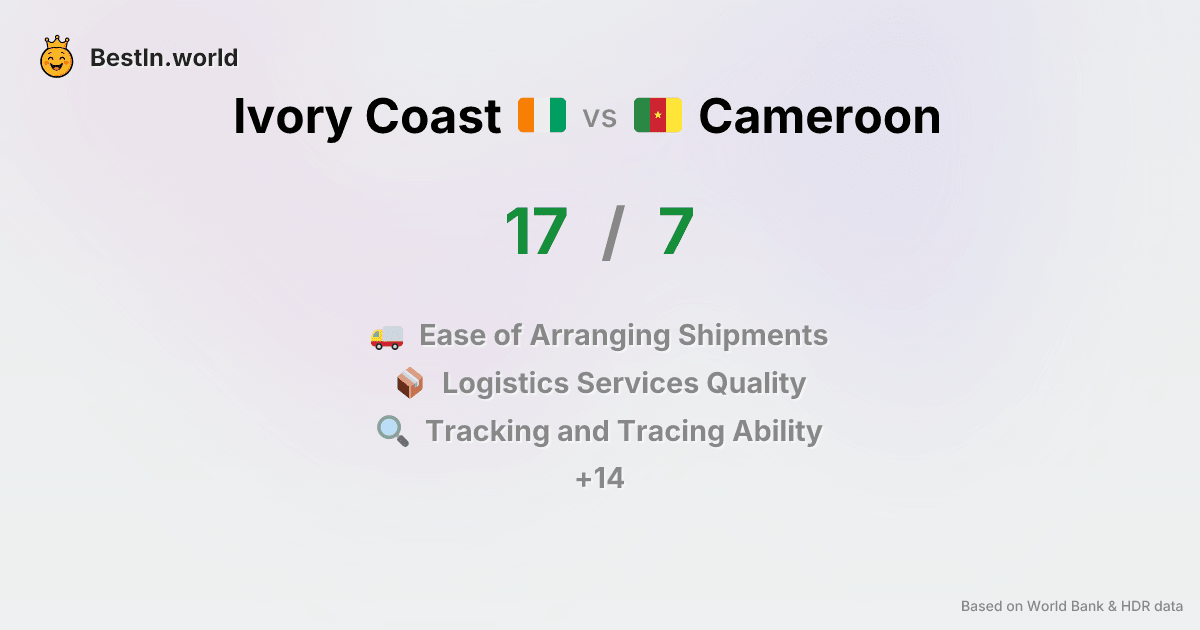 BestIn.world
Ivory Coast vs Cameroon
17 / 7
Ease of Arranging Shipments
Logistics Services Quality
Tracking and Tracing Ability
+14
Based on World Bank & HDR data